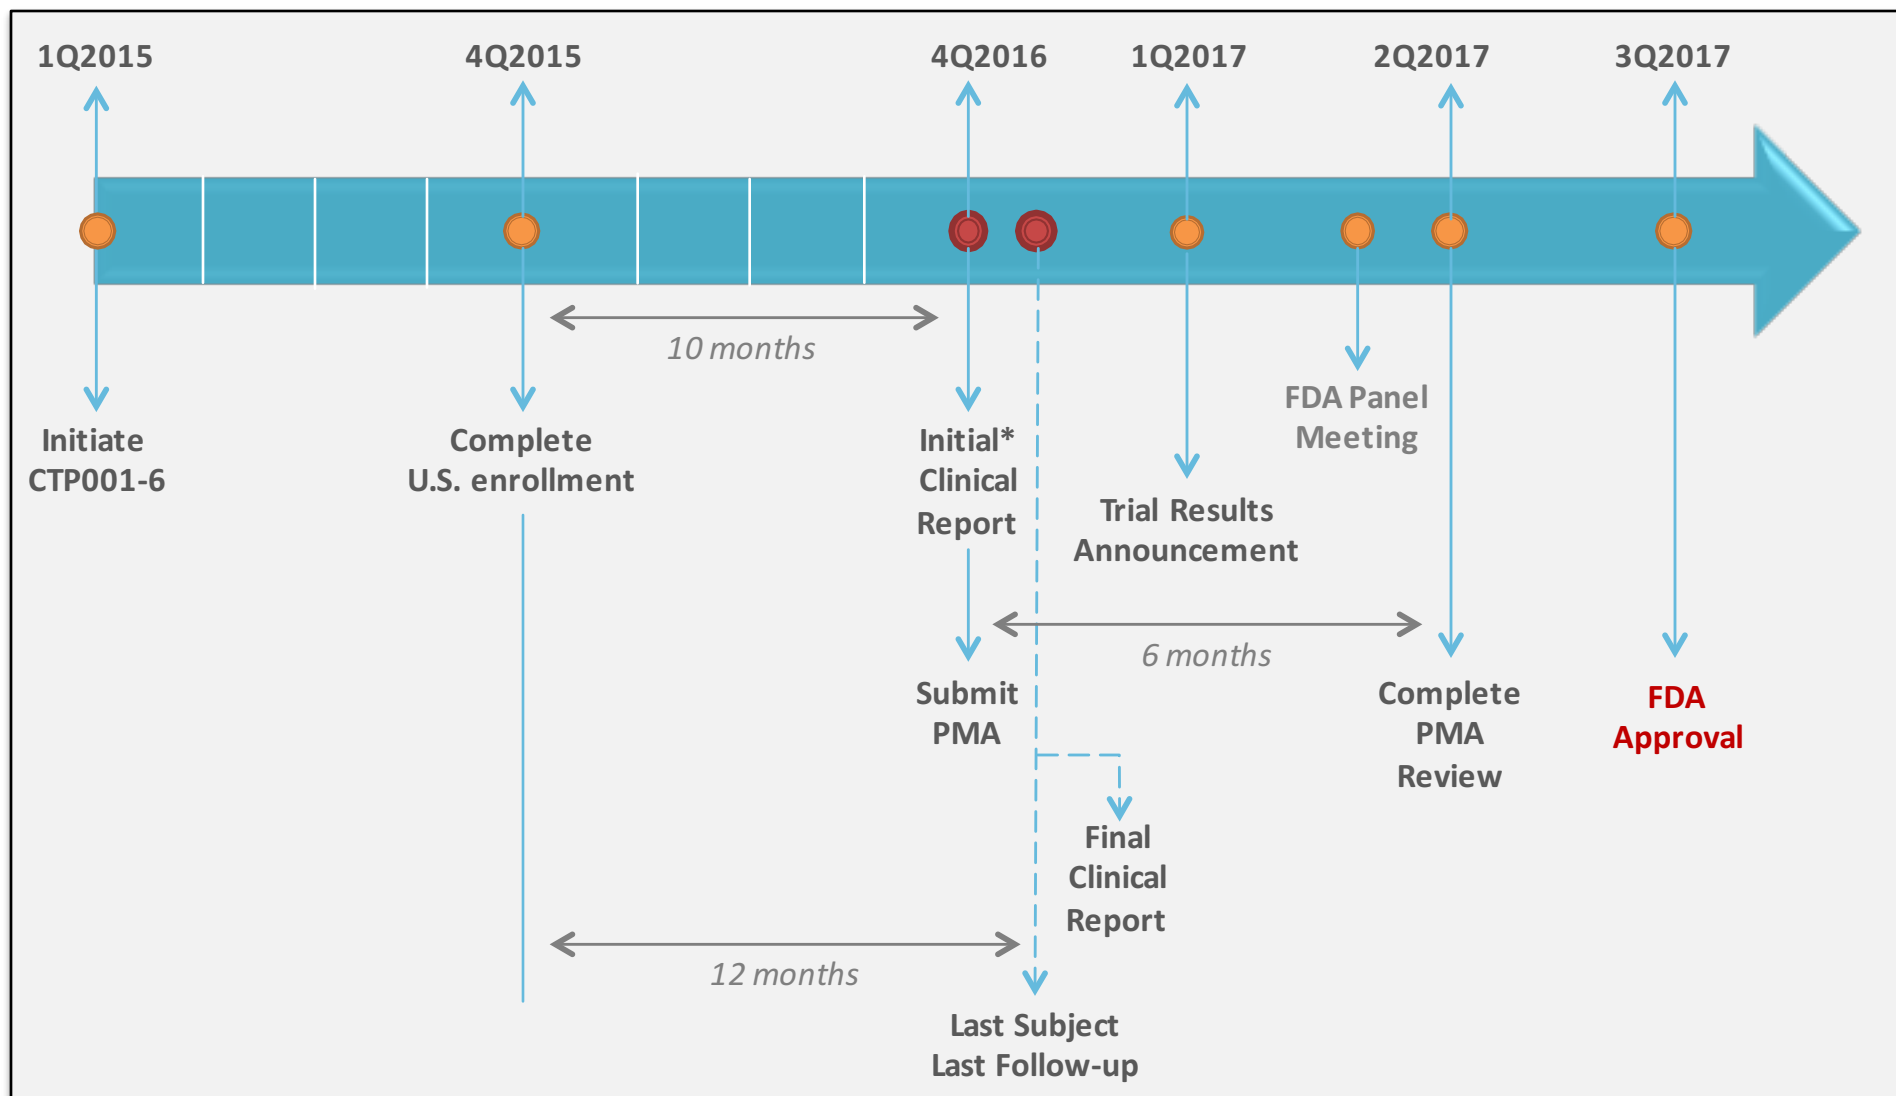 1Q2015
4Q2015
4Q2016
1Q2017
2Q2017
3Q2017
10 months
Initiate
CTP001-6
Complete
U.S. enrollment
Initial*
Clinical
Report
Trial Results
Announcement
FDA Panel
Meeting
6 months
Submit
PMA
Complete
PMA
Review
FDA
Approval
Final
Clinical
Report
12 months
Last Subject
Last Follow-up